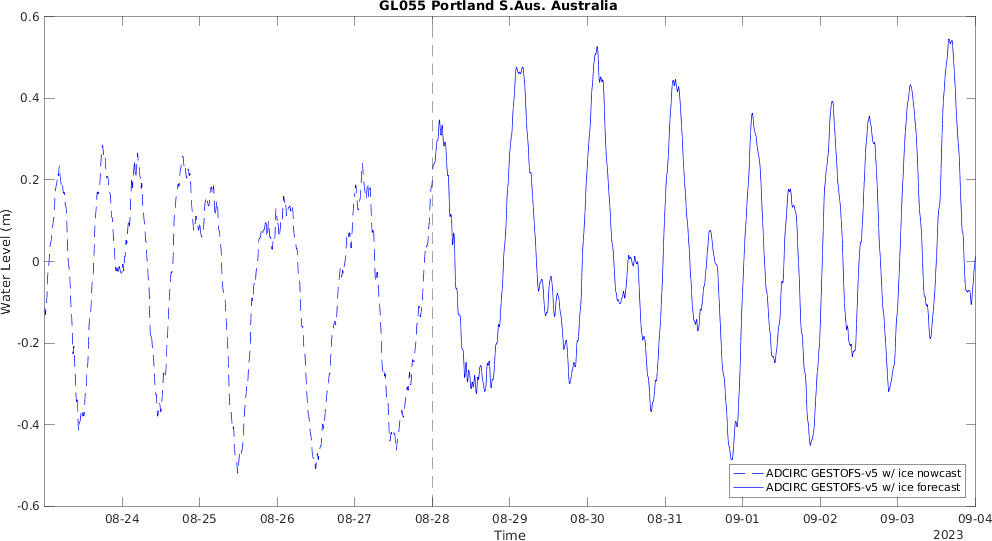 GL055 Portland S.Aus. Australia
0.6
0.4
0.2
0
-0.2
-0.4
-0.6
Water Level (m)
ADCIRC GESTOFS-v5 w/ ice nowcast
ADCIRC GESTOFS-v5 w/ ice forecast
08-24 08-25 08-26 08-27 08-28 08-29 08-30 08-31 09-01 09-02 09-03 09-04
Time
2023